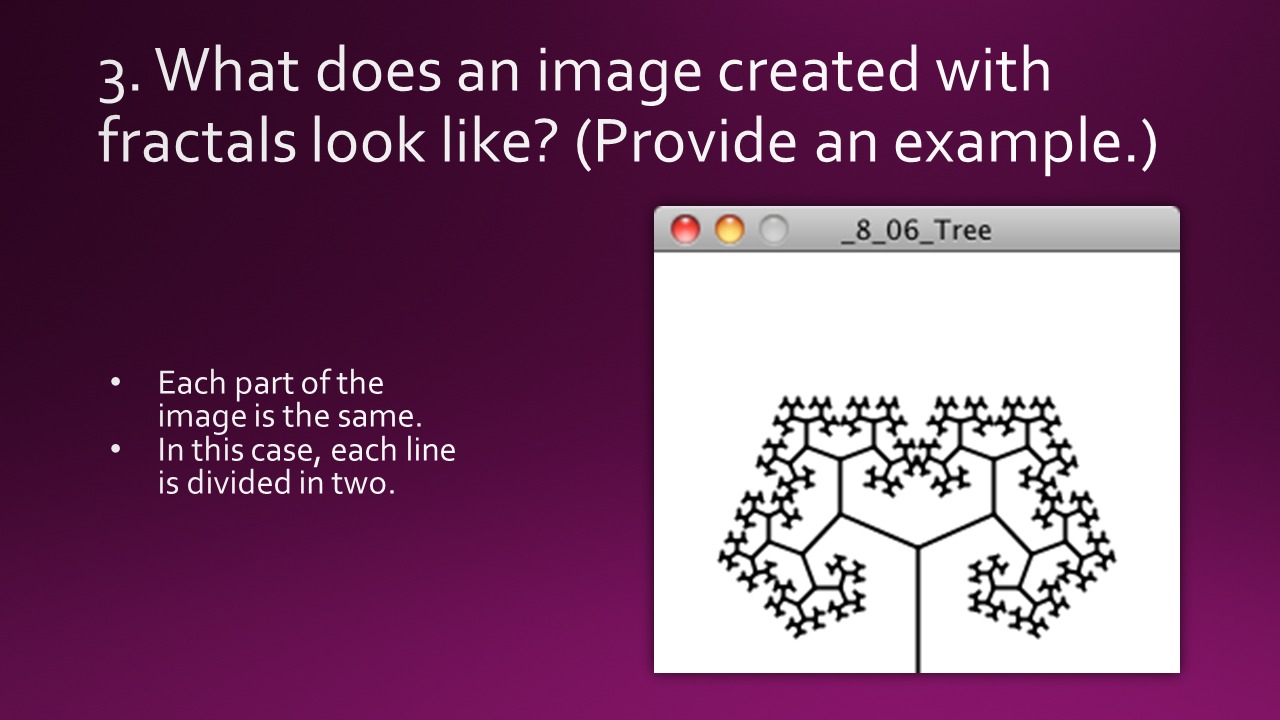 3. What does an image created with
fractals look like? (Provide an example.)
_8_06_Tree
• Each part of the
image is the same.
• In this case, each line
is divided in two.